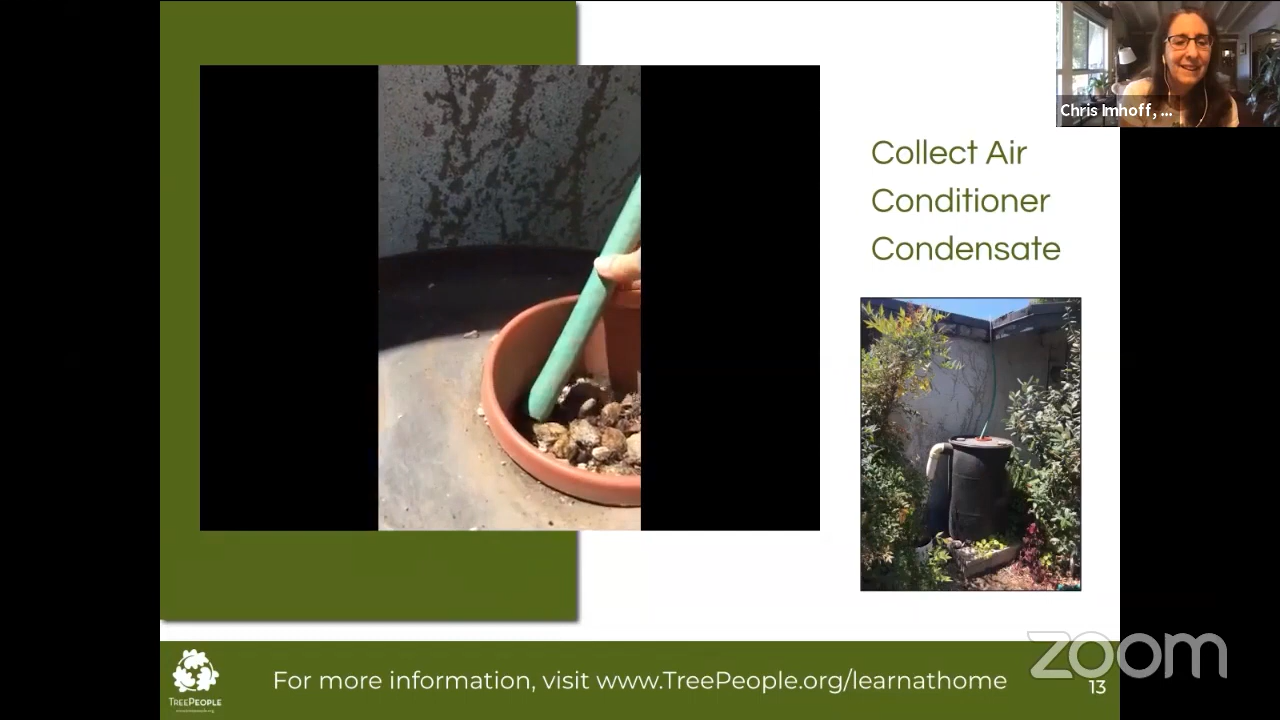 Chris Imhoff, ...
Collect Air
Conditioner
Condensate
For more information, visit www.TreePeople.org/learnathome
TREEPEOPLE
zoom
13